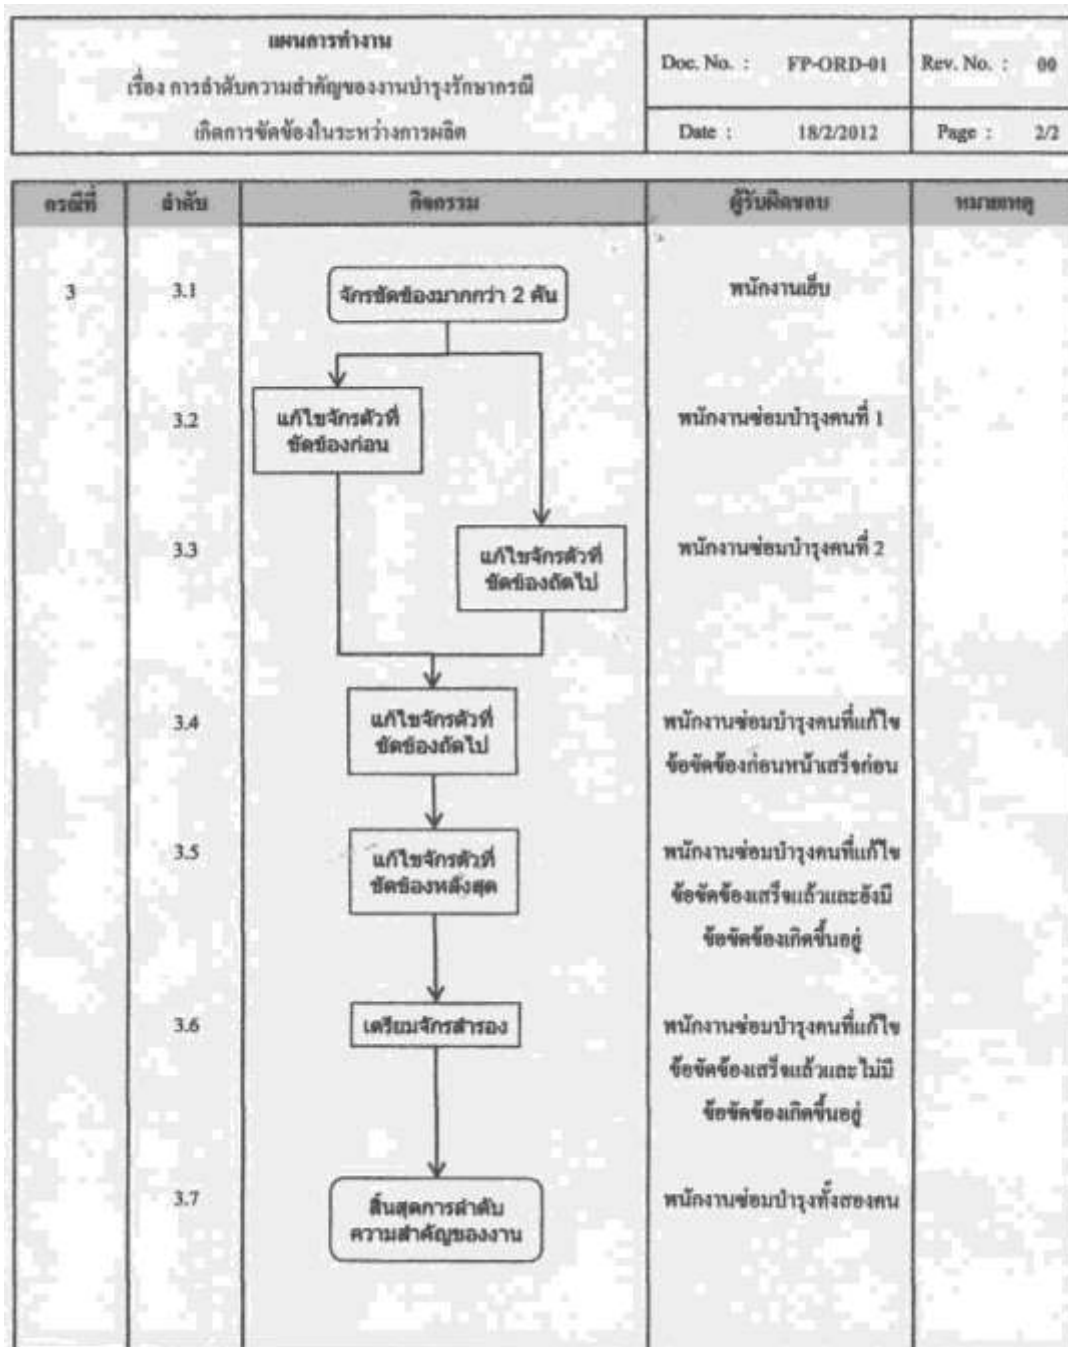 แผนการทำงาน
เรื่อง การลำดับความสำคัญของงานบำรุงรักษากรณี
เกิดการขัดข้องในระหว่างการผลิต
Doc. No. : FP-ORD-01
Rev. No. : 00
Date : 18/2/2012
Page : 2/2
กรณีที่ ลำดับ กิจกรรม ผู้รับผิดชอบ หมายเหตุ
3 3.1 จักรขัดข้องมากกว่า 2 คัน พนักงานเย็บ
3.2 แก้ไขจักรตัวที่
ขัดข้องก่อน
พนักงานซ่อมบำรุงคนที่ 1
3.3 แก้ไขจักรตัวที่
ขัดข้องถัดไป
พนักงานซ่อมบำรุงคนที่ 2
3.4 แก้ไขจักรตัวที่
ขัดข้องถัดไป
พนักงานซ่อมบำรุงคนที่แก้ไข
ข้อขัดข้องก่อนหน้าเสร็จก่อน
3.5 แก้ไขจักรตัวที่
ขัดข้องหลังสุด
พนักงานซ่อมบำรุงคนที่แก้ไข
ข้อขัดข้องเสร็จแล้วและยังมี
ข้อขัดข้องเกิดขึ้นอยู่
3.6 เตรียมจักรสำรอง
พนักงานซ่อมบำรุงคนที่แก้ไข
ข้อขัดข้องเสร็จแล้วและไม่มี
ข้อขัดข้องเกิดขึ้นอยู่
3.7 สิ้นสุดการลำดับ
ความสำคัญของงาน
พนักงานซ่อมบำรุงทั้งสองคน